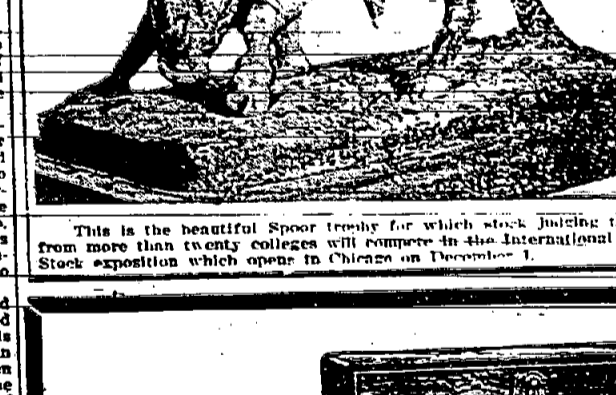 This is the beautiful Spoor trophy for which stock judging
from more than twenty colleges will compete in the International
Stock exposition which opens in Chicago on December 1.